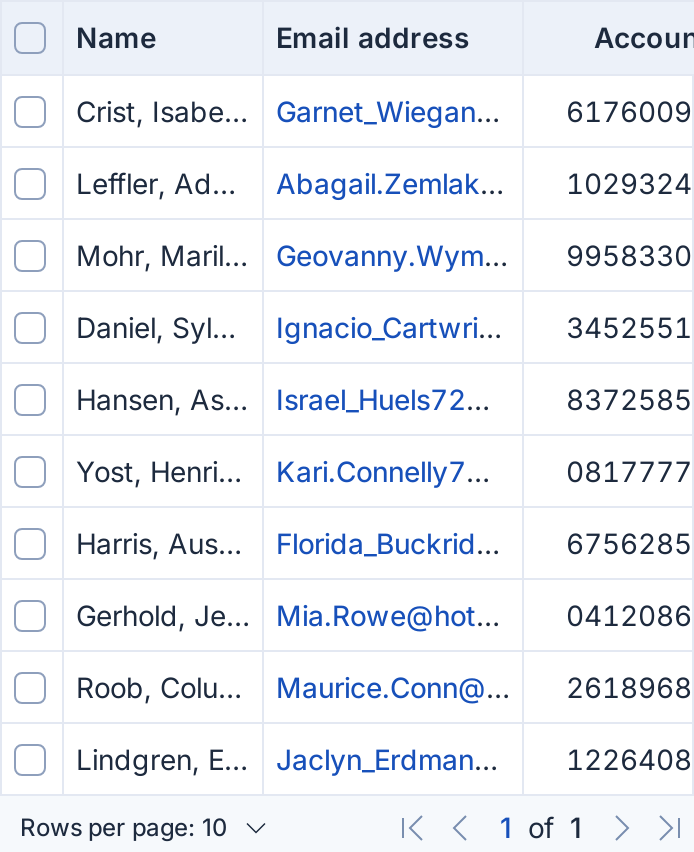 Name Email address Accoun
Crist, Isabe... Garnet_Wiegan... 6176009
Leffler, Ad... Abagail.Zemlak... 1029324
Mohr, Maril... Geovanny.Wym... 9958330
Daniel, Syl... Ignacio_Cartwri... 3452551
Hansen, As... Israel_Huels72... 8372585
Yost, Henri... Kari.Connelly7... 0817777
Harris, Aus... Florida_Buckrid... 6756285
Gerhold, Je... Mia.Rowe@hot... 0412086
Roob, Colu... Maurice.Conn@... 2618968
Lindgren, E... Jaclyn_Erdman... 1226408
Rows per page: 10 1 of 1